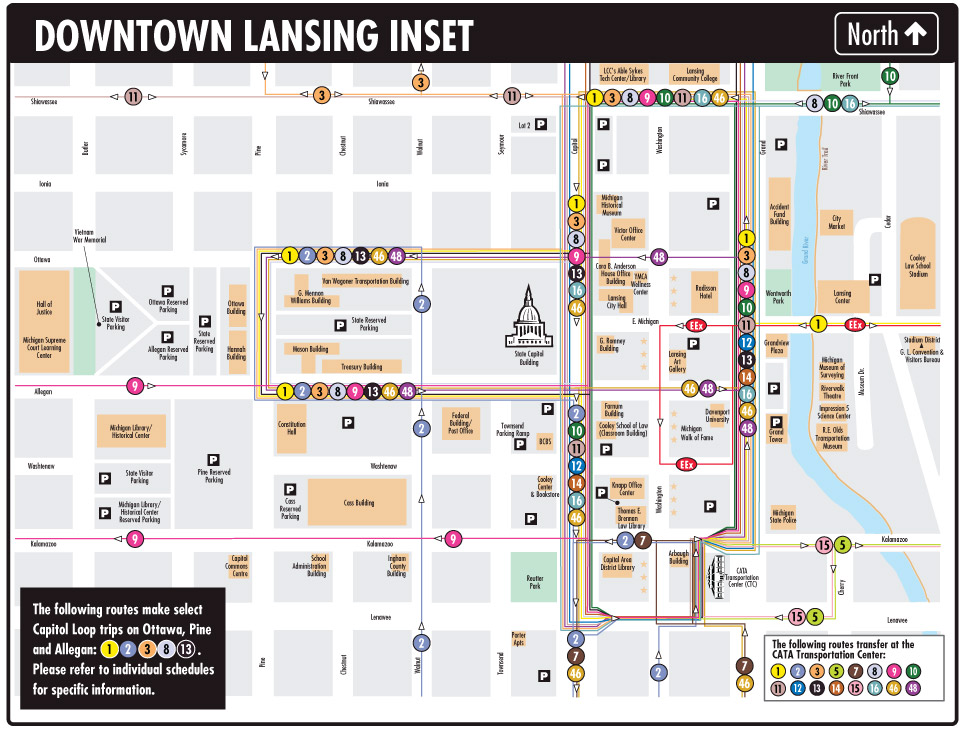 DOWNTOWN LANSING INSET
North
LCC's Able Sykes
Tech Center/Library
Lansing
Community College
River Front
Park
10
11
3
3
11
1 3 8 9 10 11 16 46
8 10 16
Shiawassee
Shiawassee
Shiawassee
Lot 2 P
Butler
Sycamore
Pine
Chestnut
Walnut
Seymour
Capitol
Washington
Grand
River Trail
P
P
P
Ionia
Ionia
Michigan
Historical
Museum
P
Accident
Fund
Building
City
Market
Cedar
Grand River
Victor Office
Center
Vietnam
War Memorial
1
3
8
9
13
16
46
1
3
8
9
10
11
12
13
14
16
46
48
Ottawa
1 2 3 8 13 46 48
48
Cora B. Anderson
House Office
Building
YMCA
Wellness
Center
Lansing
City Hall
Radisson
Hotel
Wentworth
Park
Lansing
Center
P
Cooley
Law School
Stadium
Van Wagoner Transportation Building
G. Mennen
Williams Building
2
Hall of
Justice
Michigan Supreme
Court Learning
Center
P
State Visitor
Parking
P
Ottawa Reserved
Parking
P
Allegan Reserved
Parking
P
State
Reserved
Parking
Ottawa
Building
Hannah
Building
P State Reserved
Parking
Mason Building
Treasury Building
State Capitol
Building
E. Michigan
EEx
1
EEx
G. Romney
Building
P
Lansing
Art
Gallery
Grandview
Plaza
Stadium District
&
G. L. Convention &
Visitors Bureau
Michigan
Museum of
Surveying
Riverwalk
Theatre
Impression 5
Science Center
R.E. Olds
Transportation
Museum
Museum Dr.
P
P
Grand
Tower
Allegan
9
1 2 3 8 9 13 46 48
46 48
Farnum
Building
Cooley School of Law
(Classroom Building)
Davenport
University
Michigan
Walk of Fame
EEx
Michigan Library/
Historical Center
Constitution
Hall
P
2
Federal
Building/
Post Office
Townsend
Parking Ramp
P
P
BCBS
2
10
11
12
14
16
46
Washtenaw
Washtenaw
P
State Visitor
Parking
P
Michigan Library/
Historical Center
Reserved Parking
P
Pine Reserved
Parking
P
Cass
Reserved
Parking
Cass Building
Cooley
Center
& Bookstore
P
P
Knapp Office
Center
Thomas E.
Brennan
Law Library
Washington
P
Michigan
State Police
Kalamazoo
9
Kalamazoo
9
2 7
15 5
Kalamazoo
Capitol
Commons
Centre
School
Administration
Building
Ingham
County
Building
Reutter
Park
Capital Area
District Library
Arbaugh
Building
CATA
Transportation
Center (CTC)
Cherry
15 5
Lenawee
Lenawee
The following routes make select
Capitol Loop trips on Ottawa, Pine
and Allegan: 1 2 3 8 13.
Please refer to individual schedules
for specific information.
Pine
Chestnut
Walnut
2
Townsend
Porter
Apts
P
2
7
46
2
7
46
The following routes transfer at the
CATA Transportation Center:
1 2 3 5 7 8 9 10
11 12 13 14 15 16 46 48